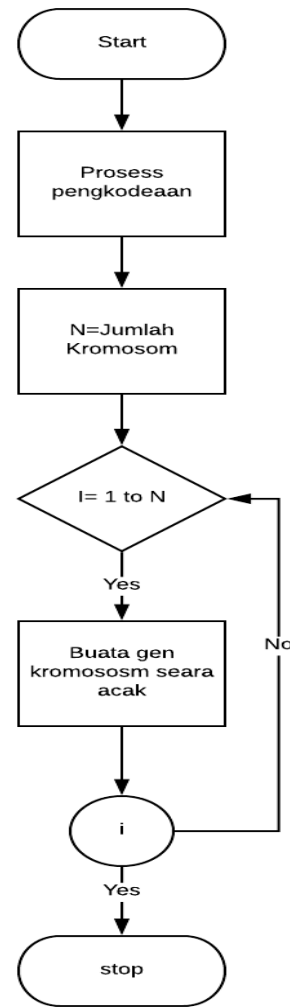 Start
Prosess
pengkodeaan
N=Jumlah
Kromosom
I= 1 to N
Yes
Buata gen
kromososm seara
acak
No
i
Yes
stop